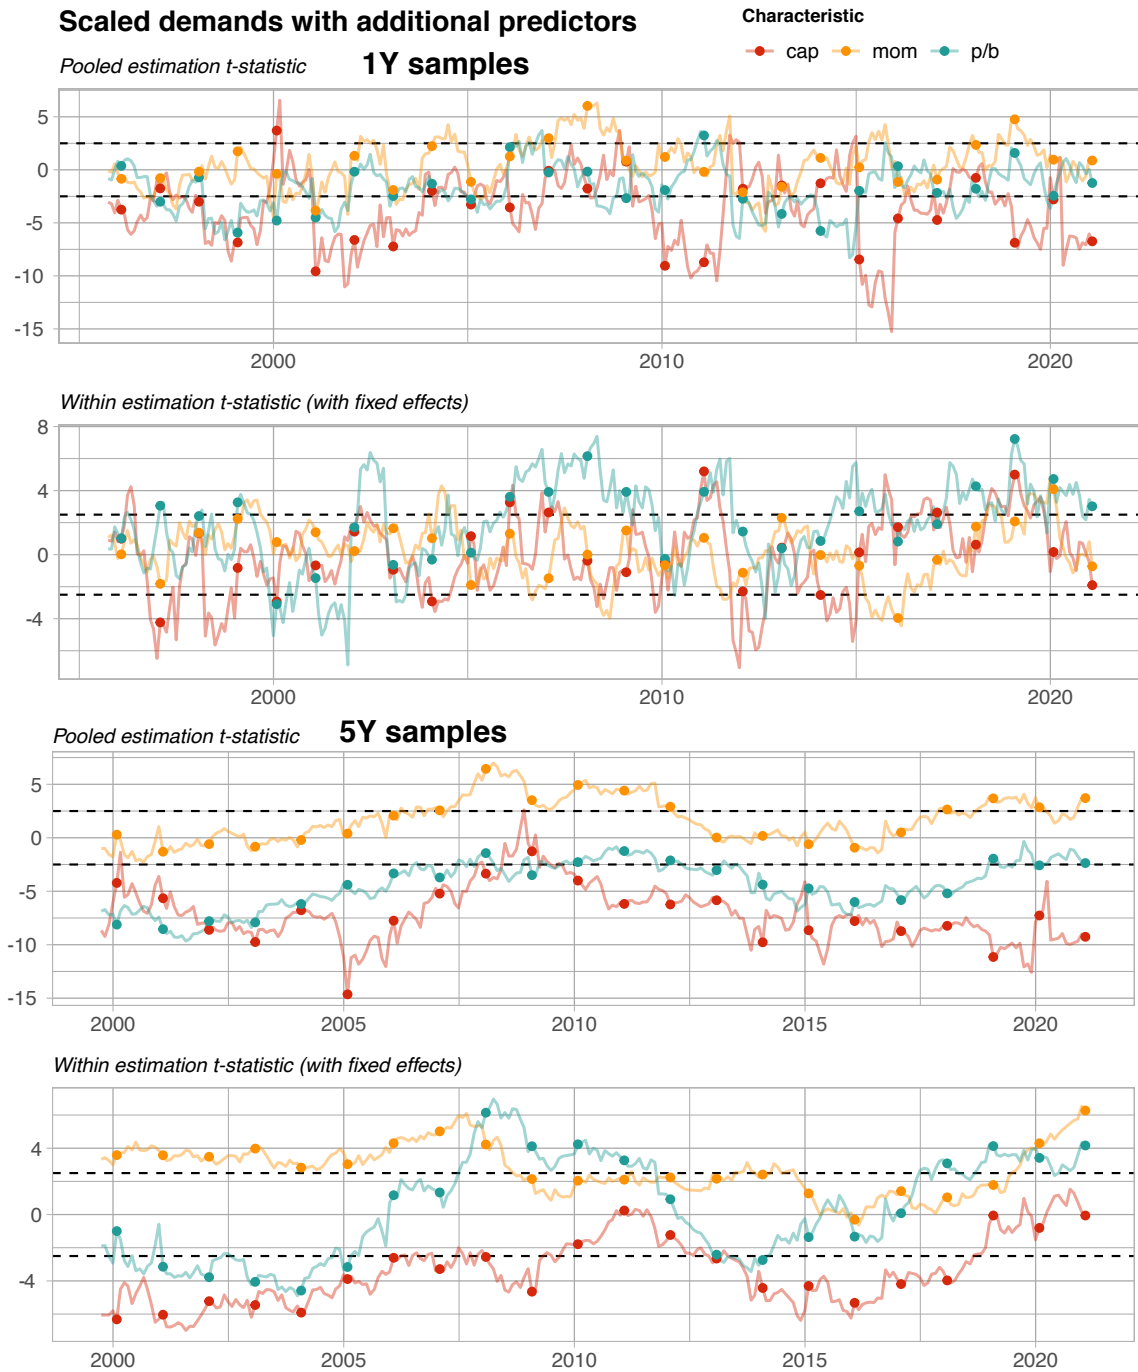 Scaled demands with additional predictors
Characteristic
cap mom p/b
Pooled estimation t-statistic 1Y samples
5
0
-5
-10
-15
2000 2010 2020
Within estimation t-statistic (with fixed effects)
8
4
0
-4
2000 2010 2020
Pooled estimation t-statistic 5Y samples
5
0
-5
-10
-15
2000 2005 2010 2015 2020
Within estimation t-statistic (with fixed effects)
4
0
-4
2000 2005 2010 2015 2020